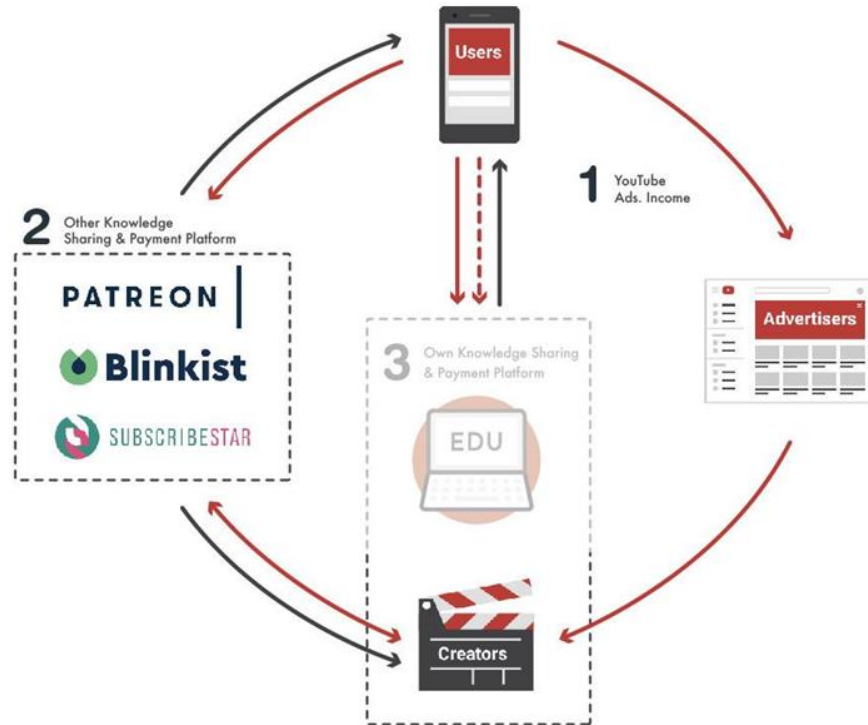 Users
1 YouTube
Ads. Income
2 Other Knowledge
Sharing & Payment Platform
PATREON
Blinkist
SUBSCRIBESTAR
Advertisers
3 Own Knowledge Sharing
& Payment Platform
EDU
Creators